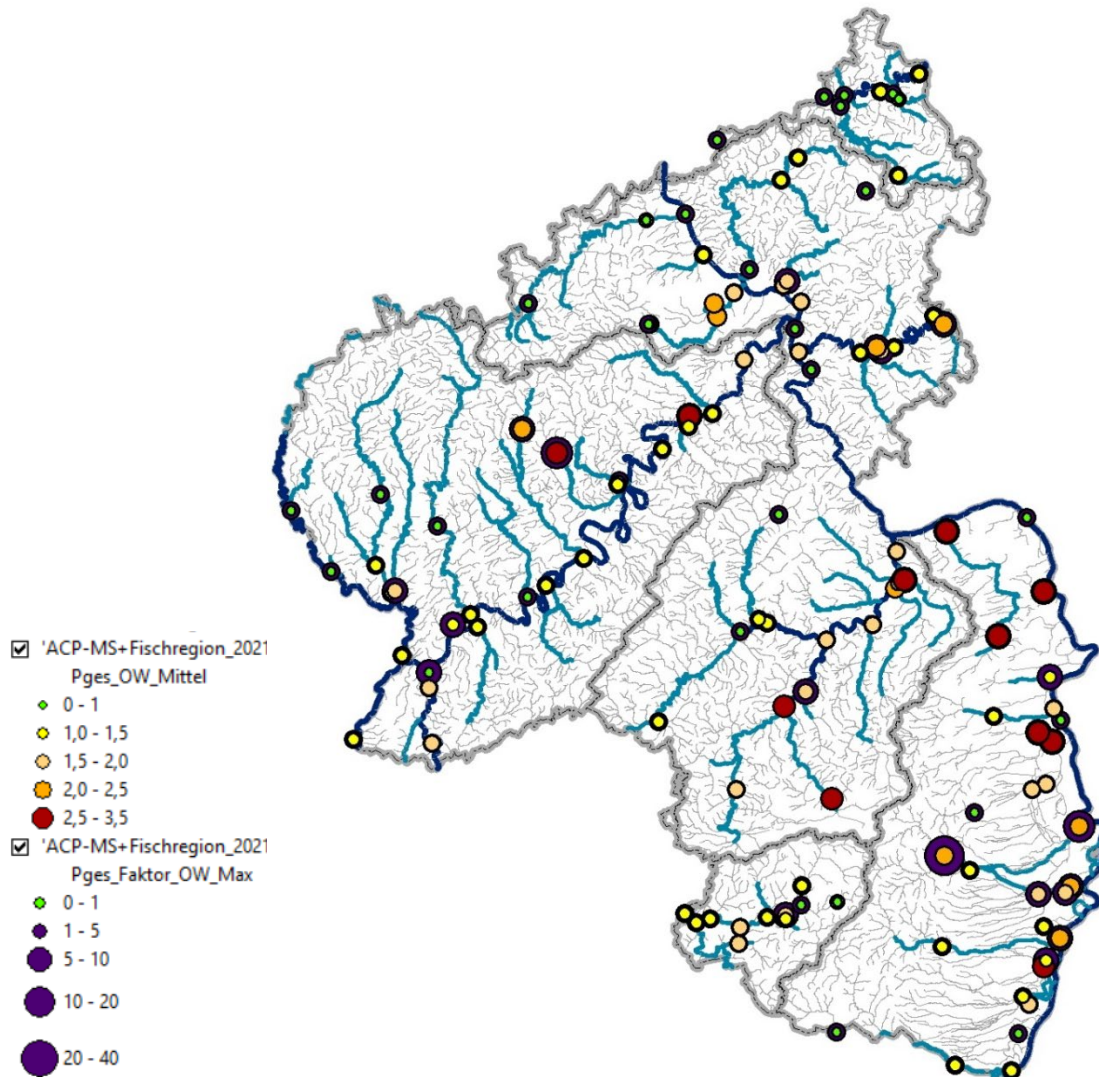 'ACP-MS+Fischregion_2021
Pges_OW_Mittel
0 - 1
1,0 - 1,5
1,5 - 2,0
2,0 - 2,5
2,5 - 3,5
'ACP-MS+Fischregion_2021
Pges_Faktor_OW_Max
0 - 1
1 - 5
5 - 10
10 - 20
20 - 40